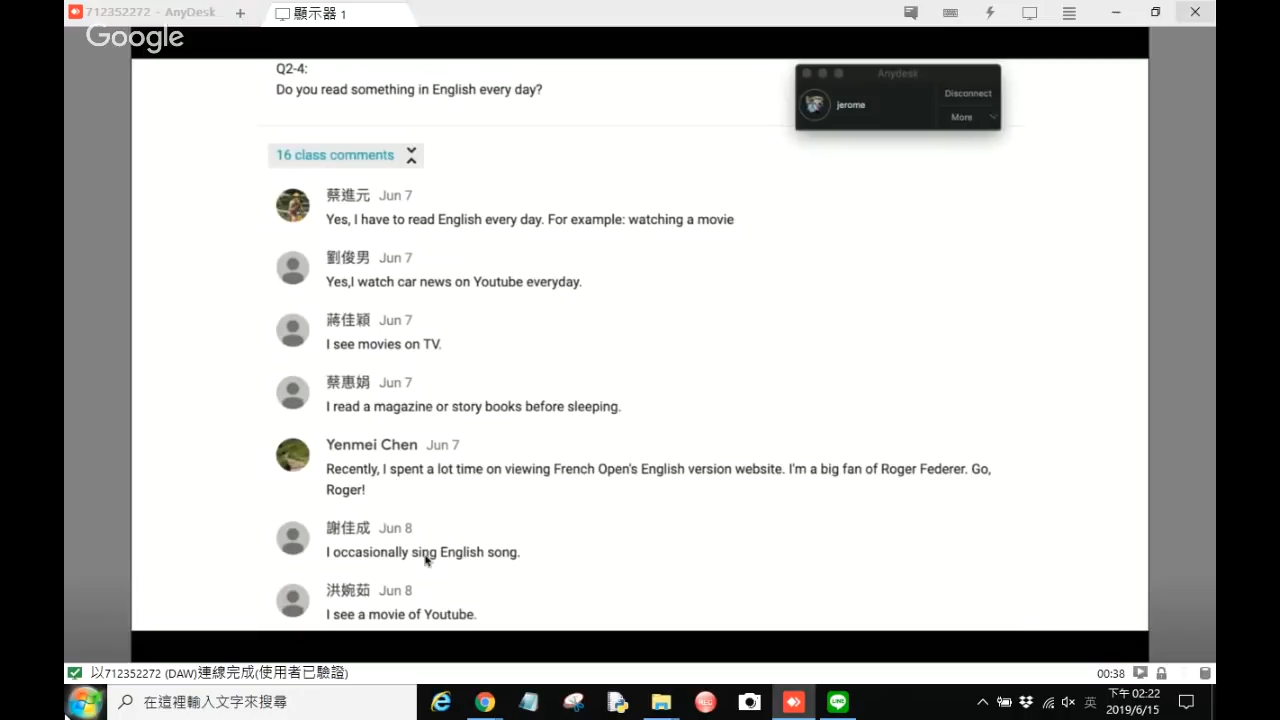 712352272 - AnyDesk
顯示器 1
Google
Q2-4:
Do you read something in English every day?
Anydesk
jerome
Disconnect
More
16 class comments
蔡進元 Jun 7
Yes, I have to read English every day. For example: watching a movie
劉俊男 Jun 7
Yes,I watch car news on Youtube everyday.
蔣佳穎 Jun 7
I see movies on TV.
蔡惠娟 Jun 7
I read a magazine or story books before sleeping.
Yenmei Chen Jun 7
Recently, I spent a lot time on viewing French Open's English version website. I'm a big fan of Roger Federer. Go,
Roger!
謝佳成 Jun 8
I occasionally sing English song.
洪婉茹 Jun 8
I see a movie of Youtube.
以712352272 (DAW)連線完成(使用者已驗證)
00:38
在這裡輸入文字來搜尋
REC
英
下午 02:22
2019/6/15